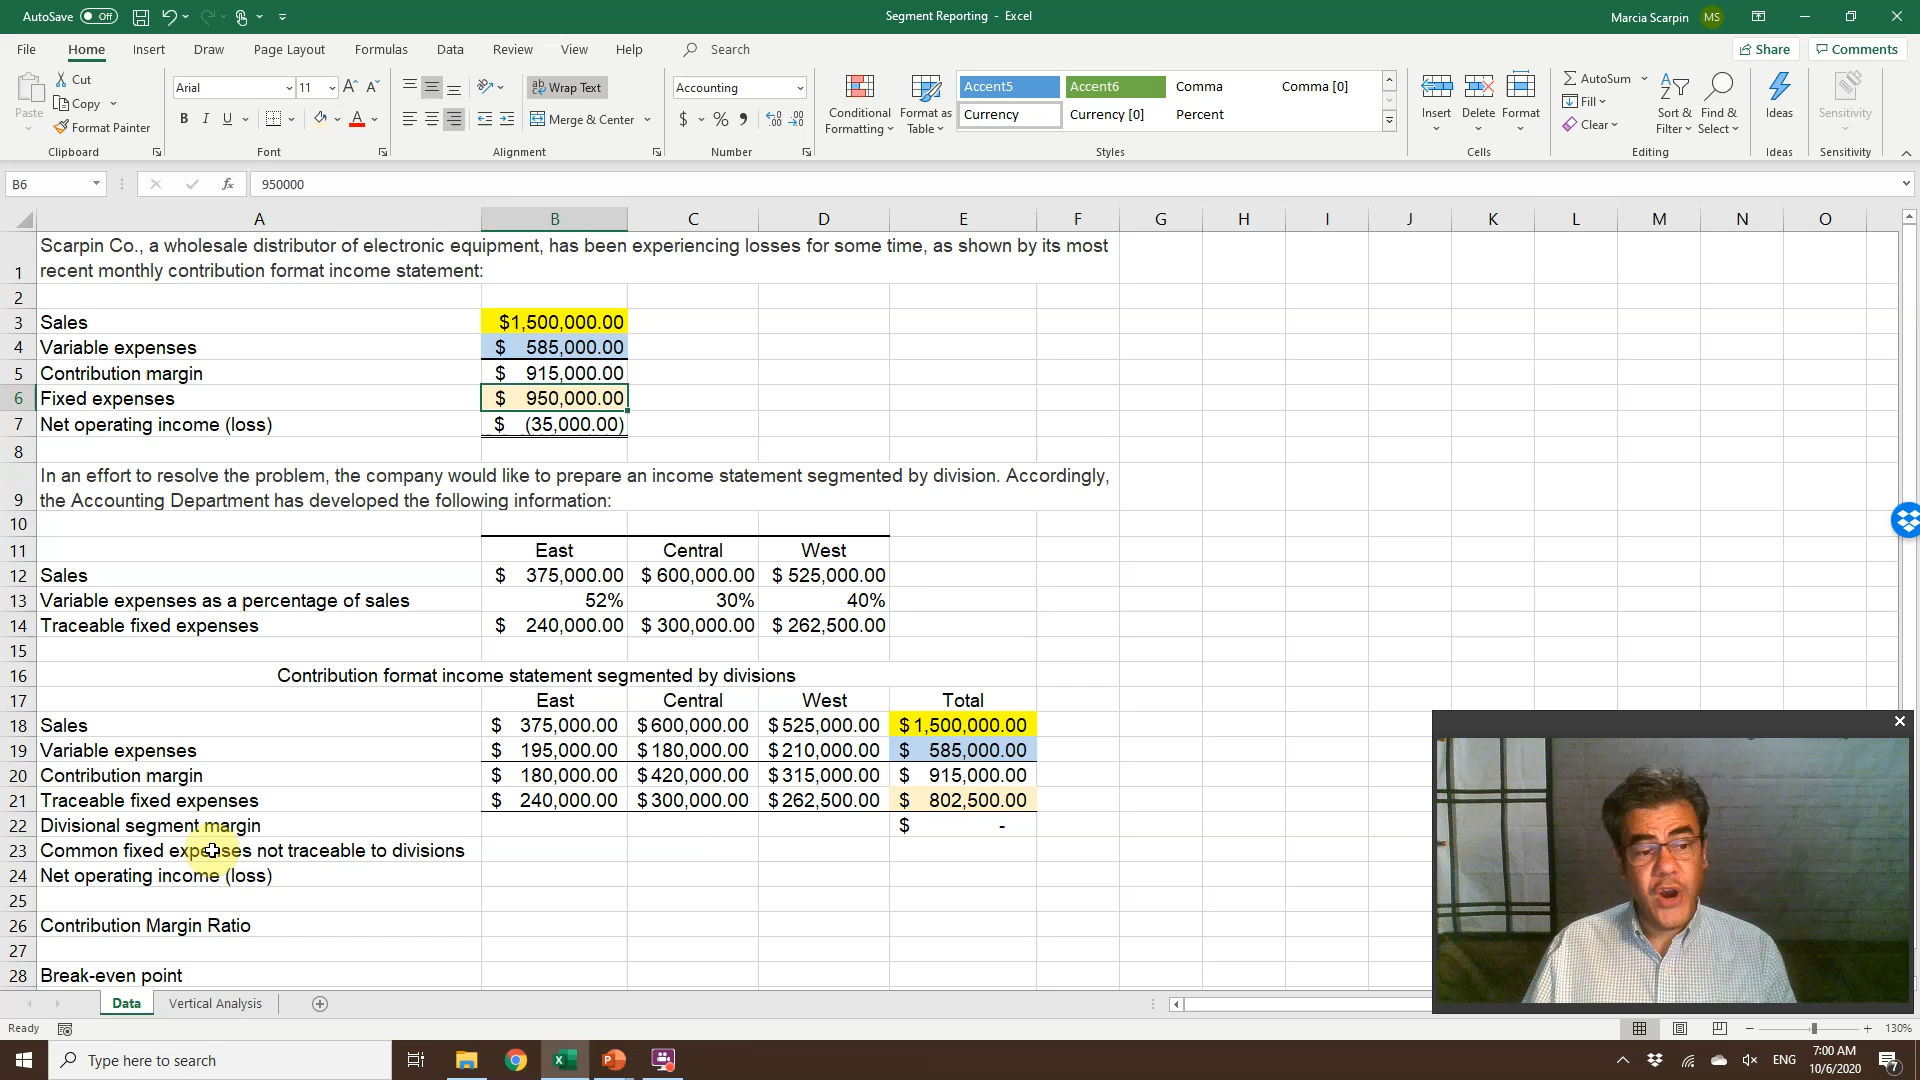 AutoSave Off
Segment Reporting - Excel
Marcia Scarpin MS
File Home Insert Draw Page Layout Formulas Data Review View Help Search
Share Comments
Paste
Cut
Copy
Format Painter
Clipboard
Arial 11
B I U
Font
Wrap Text
Merge & Center
Alignment
Accounting
$ % 9
Number
Conditional Formatting
Format as Table
Accent5 Accent6 Comma Comma [0]
Currency Currency [0] Percent
Styles
Insert Delete Format
Cells
AutoSum
Fill
Clear
Sort & Filter
Find & Select
Editing
Ideas
Ideas
Sensitivity
Sensitivity
B6 fx 950000
A B C D E F G H I J K L M N O
1 Scarpin Co., a wholesale distributor of electronic equipment, has been experiencing losses for some time, as shown by its most
recent monthly contribution format income statement:
2
3 Sales $1,500,000.00
4 Variable expenses $ 585,000.00
5 Contribution margin $ 915,000.00
6 Fixed expenses $ 950,000.00
7 Net operating income (loss) $ (35,000.00)
8
9 In an effort to resolve the problem, the company would like to prepare an income statement segmented by division. Accordingly,
the Accounting Department has developed the following information:
10
11 East Central West
12 Sales $ 375,000.00 $ 600,000.00 $ 525,000.00
13 Variable expenses as a percentage of sales 52% 30% 40%
14 Traceable fixed expenses $ 240,000.00 $ 300,000.00 $ 262,500.00
15
16 Contribution format income statement segmented by divisions
17 East Central West Total
18 Sales $ 375,000.00 $ 600,000.00 $ 525,000.00 $ 1,500,000.00
19 Variable expenses $ 195,000.00 $ 180,000.00 $ 210,000.00 $ 585,000.00
20 Contribution margin $ 180,000.00 $ 420,000.00 $ 315,000.00 $ 915,000.00
21 Traceable fixed expenses $ 240,000.00 $ 300,000.00 $ 262,500.00 $ 802,500.00
22 Divisional segment margin $ -
23 Common fixed expenses not traceable to divisions
24 Net operating income (loss)
25
26 Contribution Margin Ratio
27
28 Break-even point
Data Vertical Analysis
Ready
130%
Type here to search
ENG
7:00 AM
10/6/2020
7